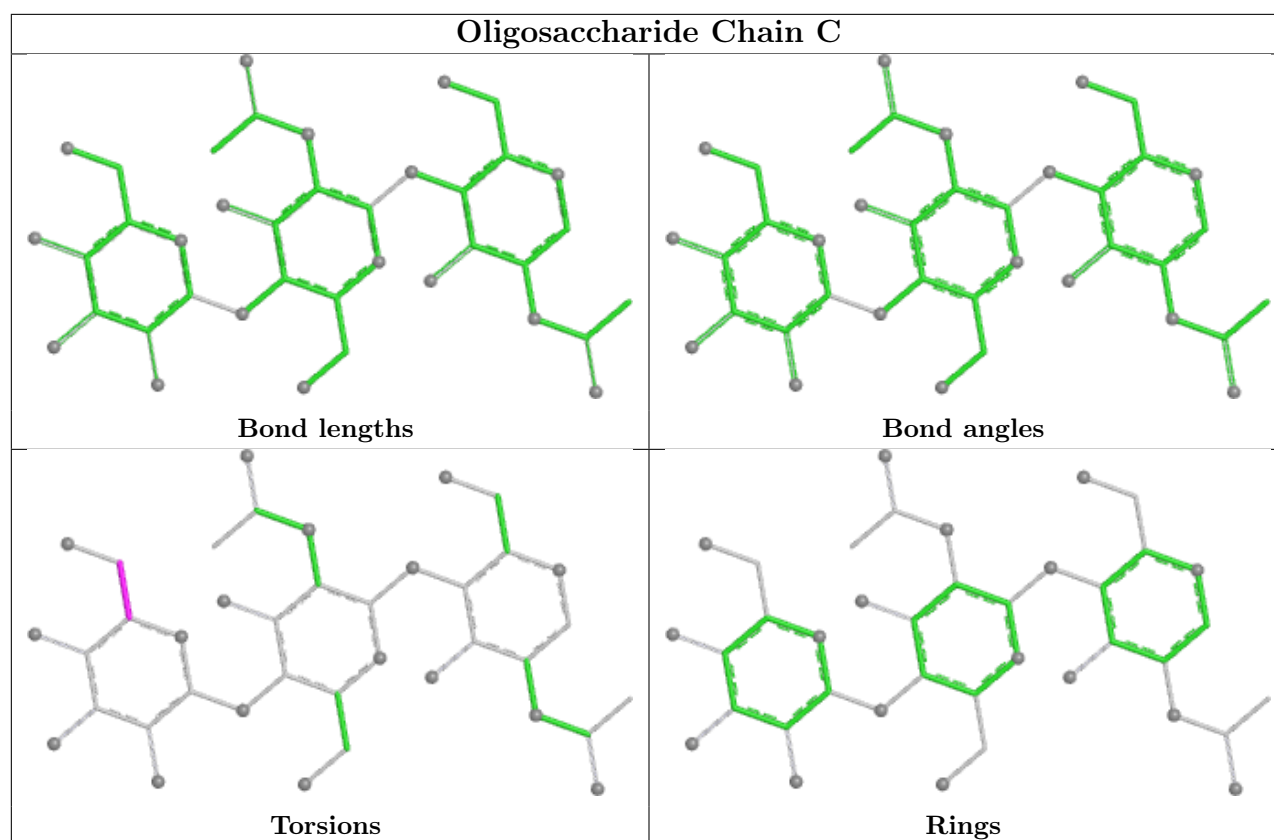 Oligosaccharide Chain C
Bond lengths
Bond angles
Torsions
Rings